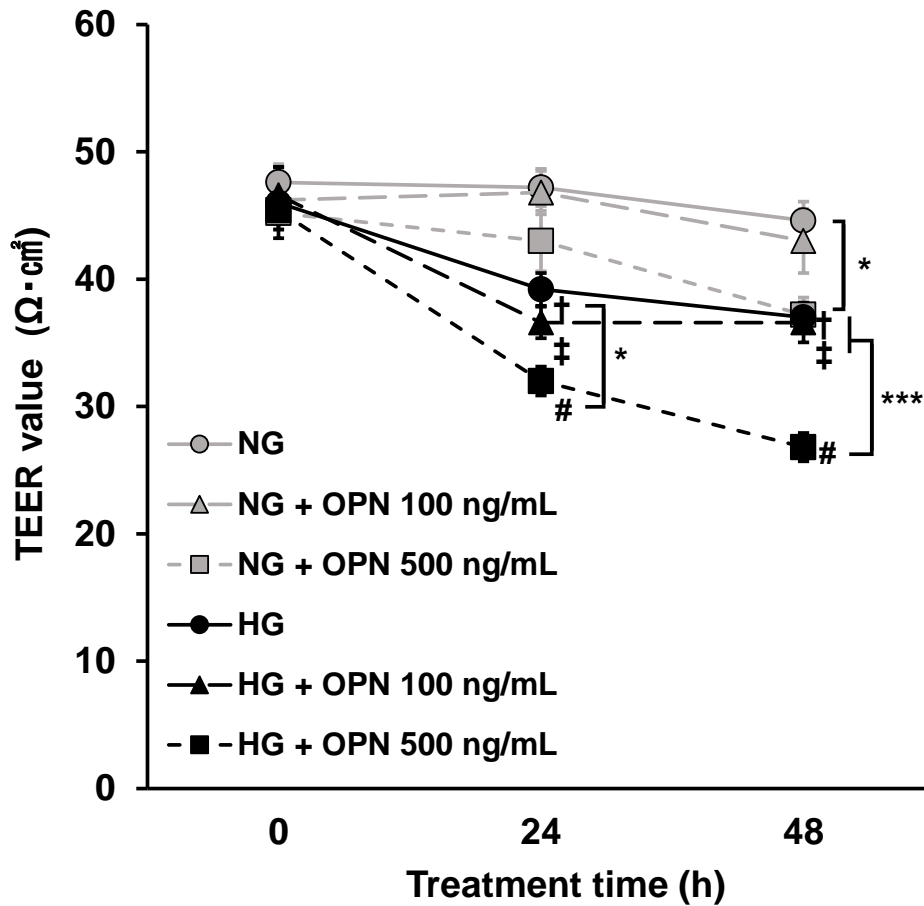 60
50
40
30
20
10
0
TEER value (Ω·㎠)
†
‡
#
*
†
‡
#
*
***
NG
NG + OPN 100 ng/mL
NG + OPN 500 ng/mL
HG
HG + OPN 100 ng/mL
HG + OPN 500 ng/mL
0 24 48
Treatment time (h)